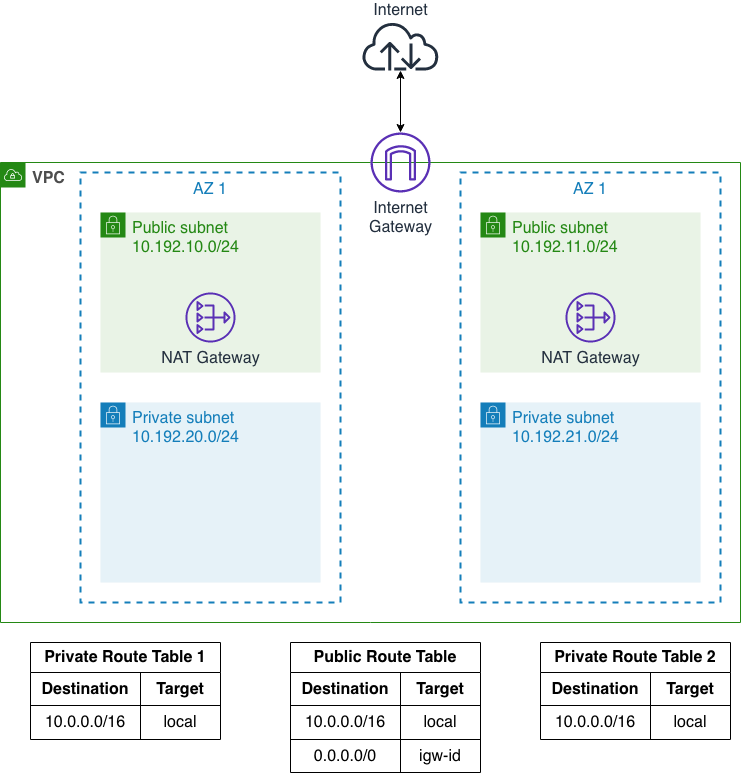 Internet
VPC
Internet
Gateway
AZ 1
Public subnet
10.192.10.0/24
NAT Gateway
Private subnet
10.192.20.0/24
AZ 1
Public subnet
10.192.11.0/24
NAT Gateway
Private subnet
10.192.21.0/24
Private Route Table 1
Destination Target
10.0.0.0/16 local
Public Route Table
Destination Target
10.0.0.0/16 local
0.0.0.0/0 igw-id
Private Route Table 2
Destination Target
10.0.0.0/16 local